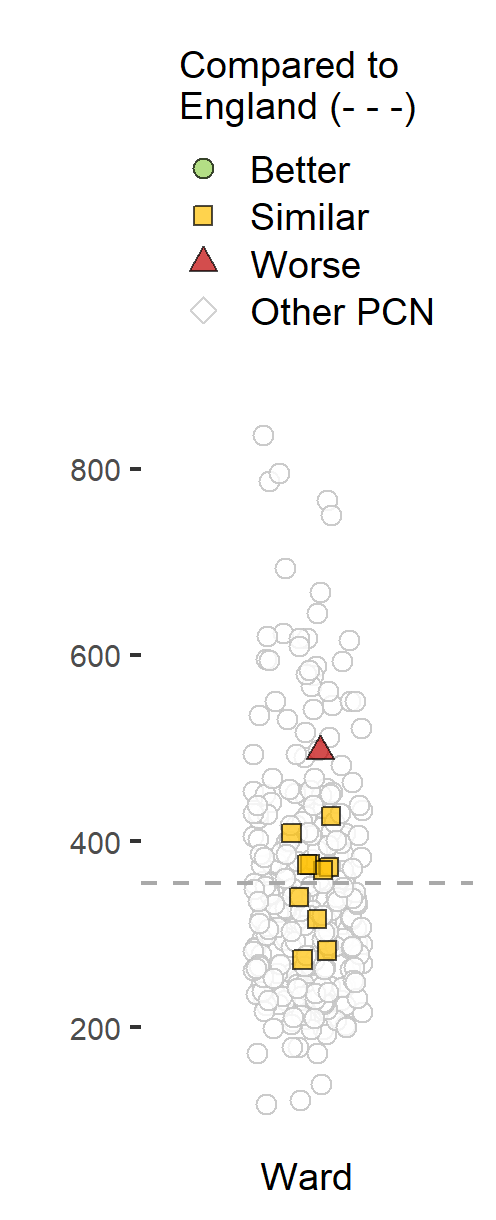 Compared to
England (- - -)
Better
Similar
Worse
Other PCN
800
600
400
200
Ward